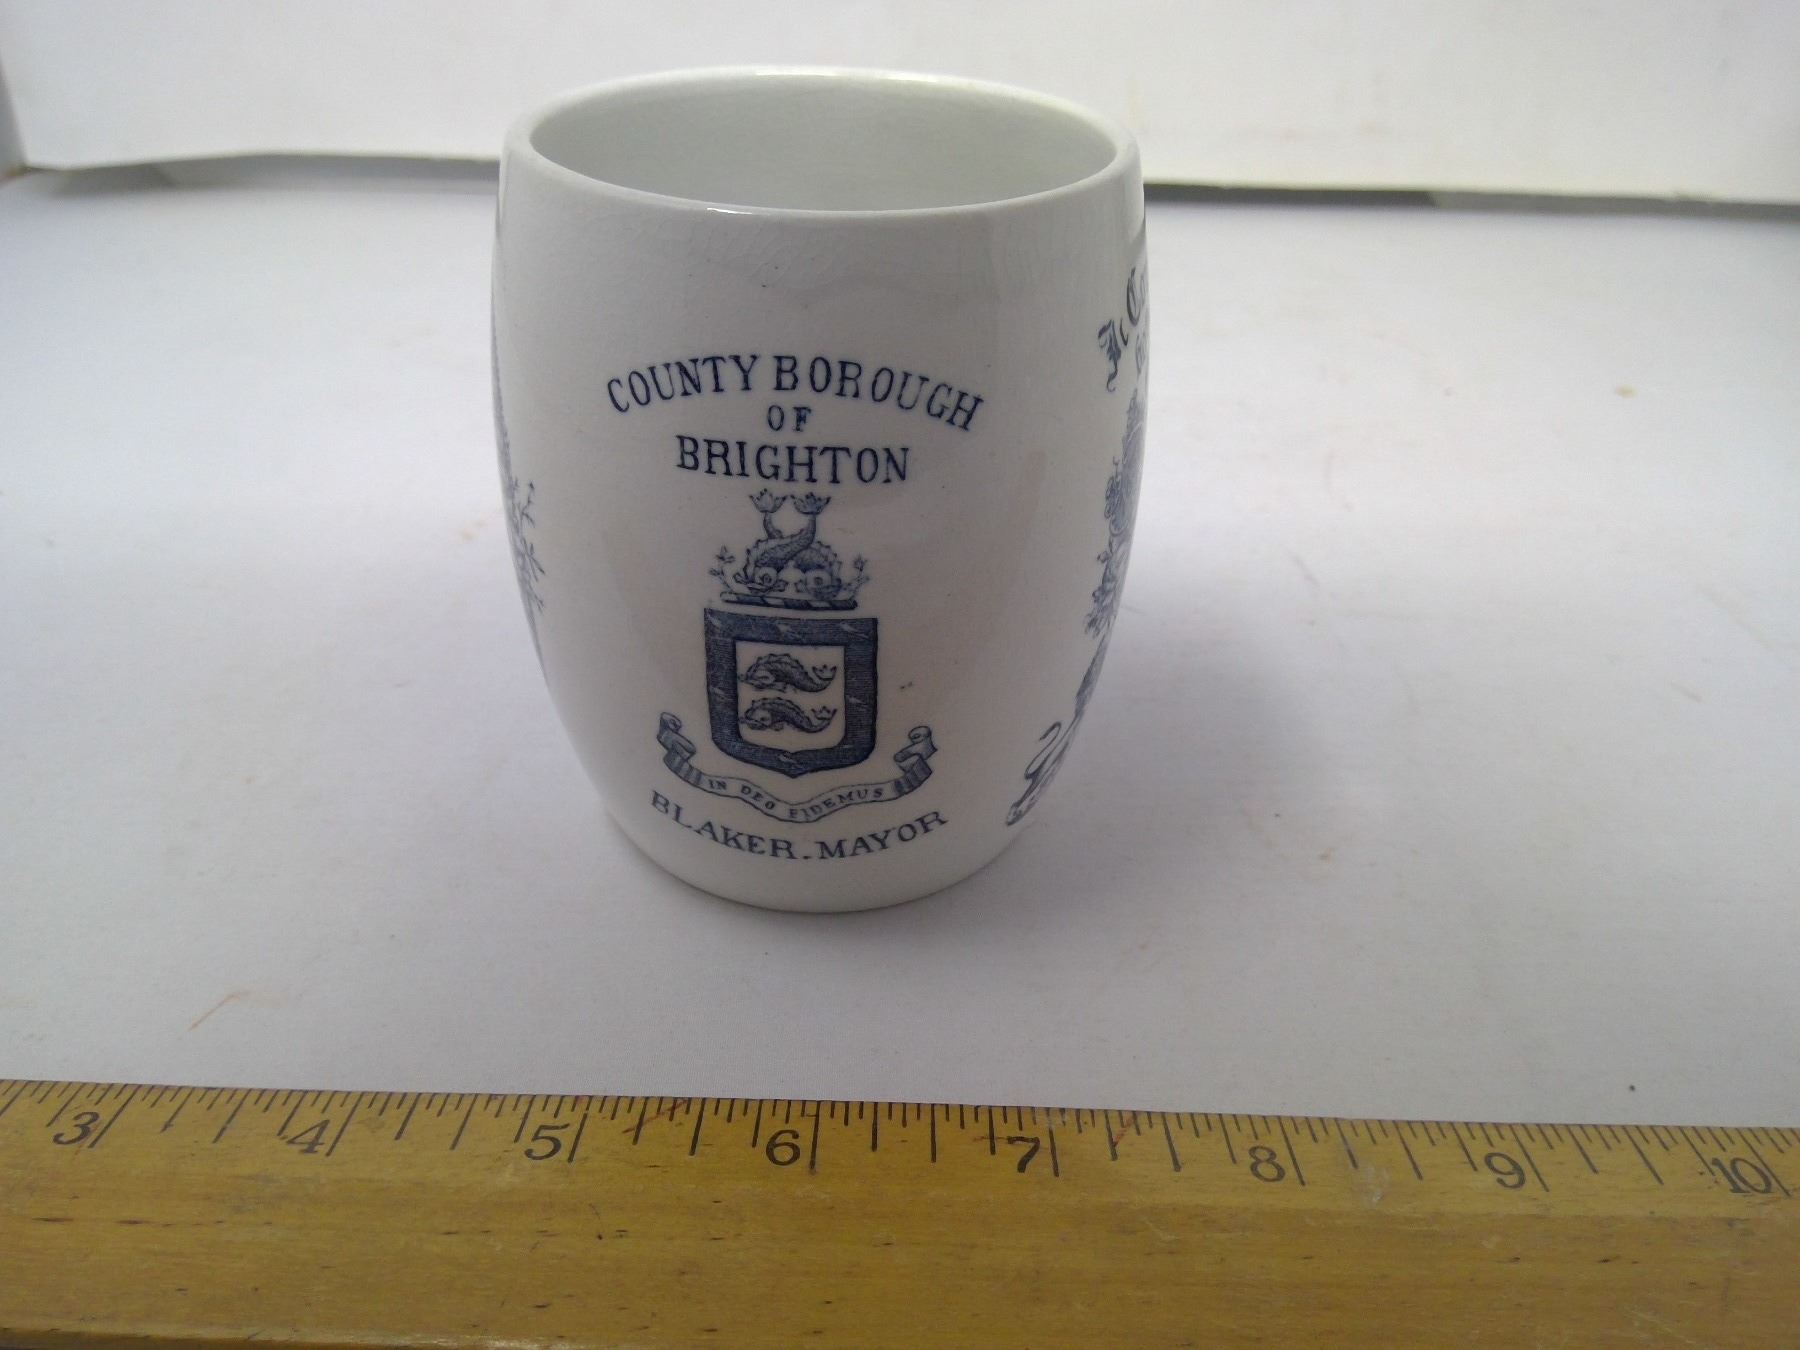 COUNTY BOROUGH
OF
BRIGHTON
IN DEO FIDEMUS
BLAKER. MAYOR
3 4 5 6 7 8 9 10